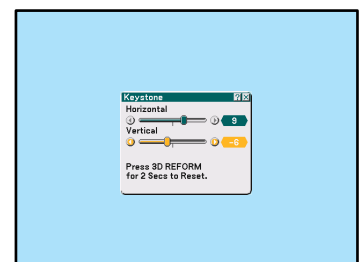 Keystone ?×
Horizontal
9
Vertical
-6
Press 3D REFORM
for 2 Secs to Reset.